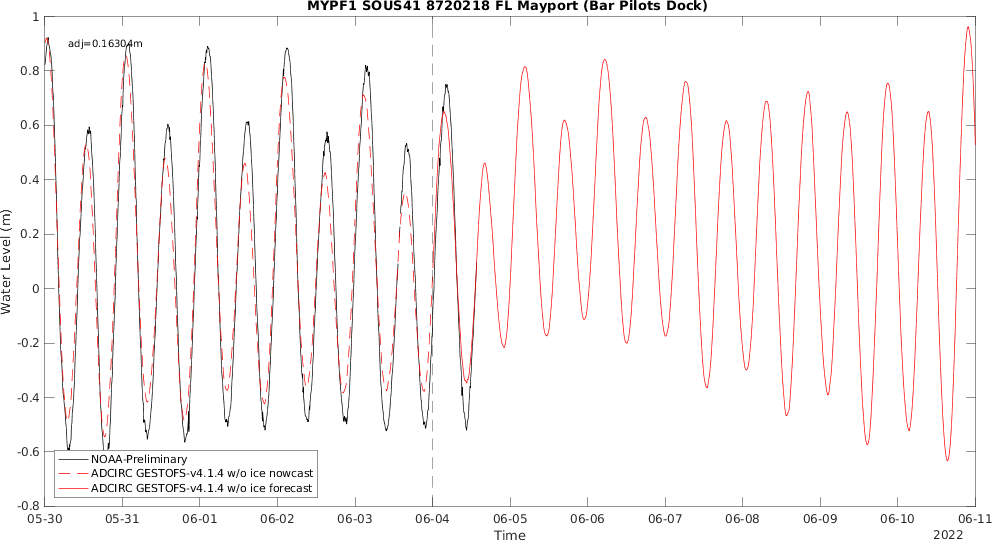 MYPF1 SOUS41 8720218 FL Mayport (Bar Pilots Dock)
adj=0.16304m
1
0.8
0.6
0.4
0.2
0
-0.2
-0.4
-0.6
-0.8
Water Level (m)
NOAA-Preliminary
ADCIRC GESTOFS-v4.1.4 w/o ice nowcast
ADCIRC GESTOFS-v4.1.4 w/o ice forecast
05-30 05-31 06-01 06-02 06-03 06-04 06-05 06-06 06-07 06-08 06-09 06-10 06-11
Time
2022